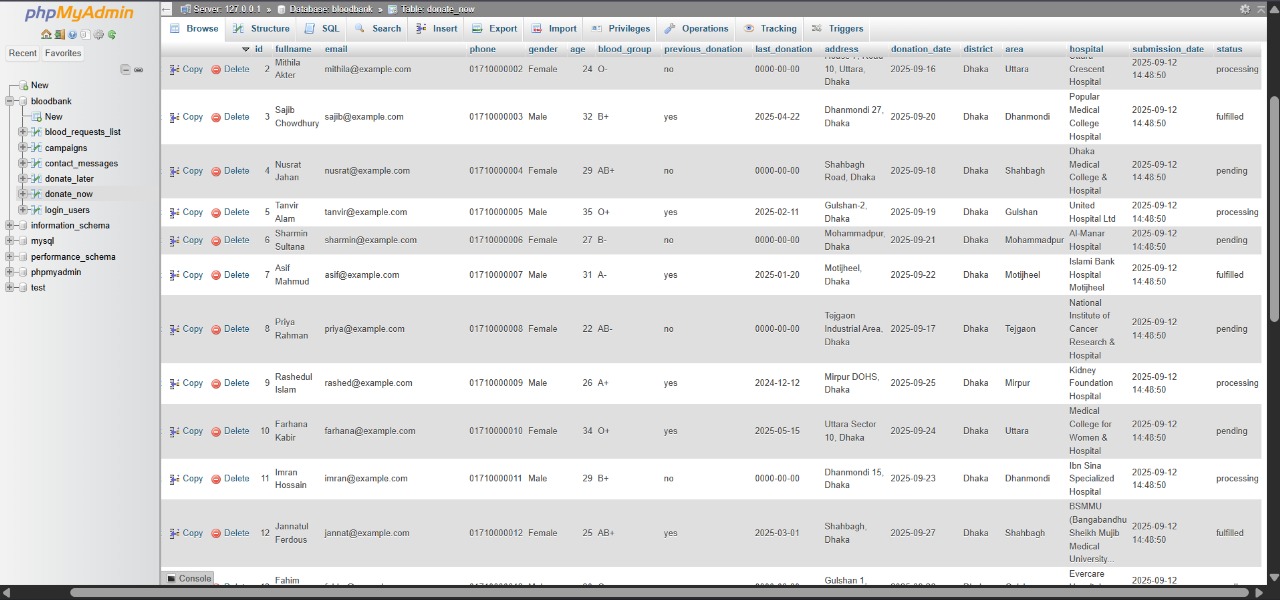 phpMyAdmin
Recent Favorites
New
bloodbank
New
blood_requests_list
campaigns
contact_messages
donate_later
donate_now
login_users
information_schema
mysql
performance_schema
phpmyadmin
test
Server: 127.0.0.1 » Database: bloodbank » Table: donate_now
Browse Structure SQL Search Insert Export Import Privileges Operations Tracking Triggers
id fullname email phone gender age blood_group previous_donation last_donation address donation_date district area hospital submission_date status
Copy Delete 2 Mithila Akter mithila@example.com 01710000002 Female 24 O- no 0000-00-00 10, Uttara, Dhaka 2025-09-16 Dhaka Uttara Crescent Hospital 2025-09-12 14:48:50 processing
Copy Delete 3 Sajib Chowdhury sajib@example.com 01710000003 Male 32 B+ yes 2025-04-22 Dhanmondi 27, Dhaka 2025-09-20 Dhaka Dhanmondi Popular Medical College Hospital 2025-09-12 14:48:50 fulfilled
Copy Delete 4 Nusrat Jahan nusrat@example.com 01710000004 Female 29 AB+ no 0000-00-00 Shahbagh Road, Dhaka 2025-09-18 Dhaka Shahbagh Dhaka Medical College & Hospital 2025-09-12 14:48:50 pending
Copy Delete 5 Tanvir Alam tanvir@example.com 01710000005 Male 35 O+ yes 2025-02-11 Gulshan-2, Dhaka 2025-09-19 Dhaka Gulshan United Hospital Ltd 2025-09-12 14:48:50 processing
Copy Delete 6 Sharmin Sultana sharmin@example.com 01710000006 Female 27 B- no 0000-00-00 Mohammadpur, Dhaka 2025-09-21 Dhaka Mohammadpur Al-Manar Hospital 2025-09-12 14:48:50 pending
Copy Delete 7 Asif Mahmud asif@example.com 01710000007 Male 31 A- yes 2025-01-20 Motijheel, Dhaka 2025-09-22 Dhaka Motijheel Islami Bank Hospital Motijheel 2025-09-12 14:48:50 fulfilled
Copy Delete 8 Priya Rahman priya@example.com 01710000008 Female 22 AB- no 0000-00-00 Tejgaon Industrial Area, Dhaka 2025-09-17 Dhaka Tejgaon National Institute of Cancer Research & Hospital 2025-09-12 14:48:50 pending
Copy Delete 9 Rashedul Islam rashed@example.com 01710000009 Male 26 A+ yes 2024-12-12 Mirpur DOHS, Dhaka 2025-09-25 Dhaka Mirpur Kidney Foundation Hospital 2025-09-12 14:48:50 processing
Copy Delete 10 Farhana Kabir farhana@example.com 01710000010 Female 34 O+ yes 2025-05-15 Uttara Sector 10, Dhaka 2025-09-24 Dhaka Uttara Medical College for Women & Hospital 2025-09-12 14:48:50 pending
Copy Delete 11 Imran Hossain imran@example.com 01710000011 Male 29 B+ no 0000-00-00 Dhanmondi 15, Dhaka 2025-09-23 Dhaka Dhanmondi Ibn Sina Specialized Hospital 2025-09-12 14:48:50 processing
Copy Delete 12 Jannatul Ferdous jannat@example.com 01710000012 Female 25 AB+ yes 2025-03-01 Shahbagh, Dhaka 2025-09-27 Dhaka Shahbagh BSMMU (Bangabandhu Sheikh Mujib Medical University... 2025-09-12 14:48:50 fulfilled
Fahim Gulshan 1, Evercare Hospital 2025-09-12
Console